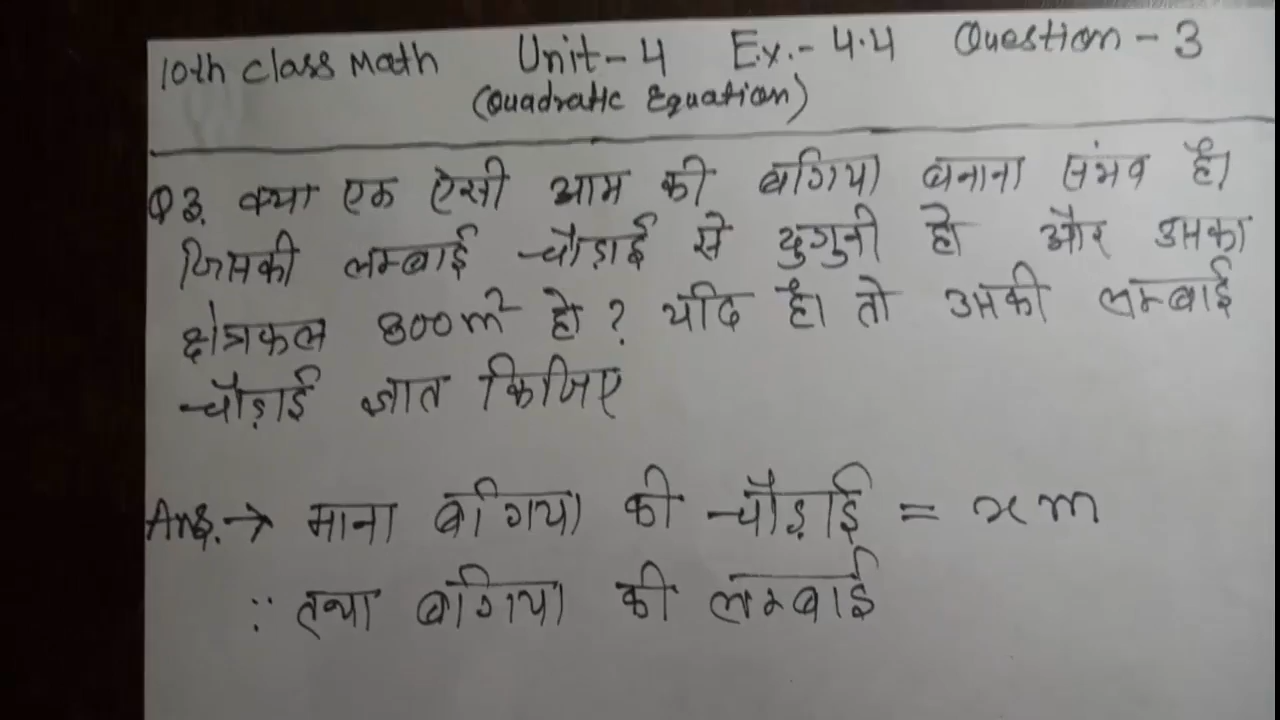 10th class Math Unit-4 Ex.-4.4 Question-3
(Quadratic Equation)
Q3. क्या एक ऐसी आम की बगिया बनाना संभव है।
जिसकी लम्बाई चौड़ाई से दुगुनी हो और उसका
क्षेत्रफल 800m² हो? यदि है। तो उसकी लम्बाई
चौड़ाई ज्ञात किजिए
Ans.→ माना बगिया की चौड़ाई = x m
∵ तथा बगिया की लम्बाई